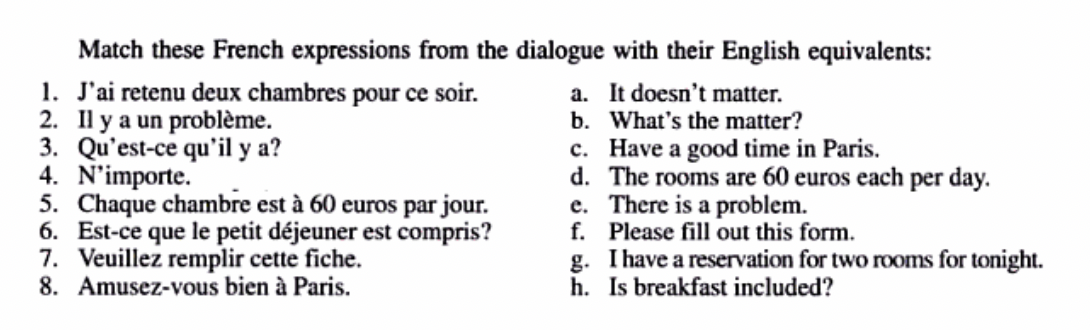 Match these French expressions from the dialogue with their English equivalents:
1. J'ai retenu deux chambres pour ce soir.
2. Il y a un problème.
3. Qu'est-ce qu'il y a?
4. N'importe.
5. Chaque chambre est à 60 euros par jour.
6. Est-ce que le petit déjeuner est compris?
7. Veuillez remplir cette fiche.
8. Amusez-vous bien à Paris.
a. It doesn't matter.
b. What's the matter?
c. Have a good time in Paris.
d. The rooms are 60 euros each per day.
e. There is a problem.
f. Please fill out this form.
g. I have a reservation for two rooms for tonight.
h. Is breakfast included?